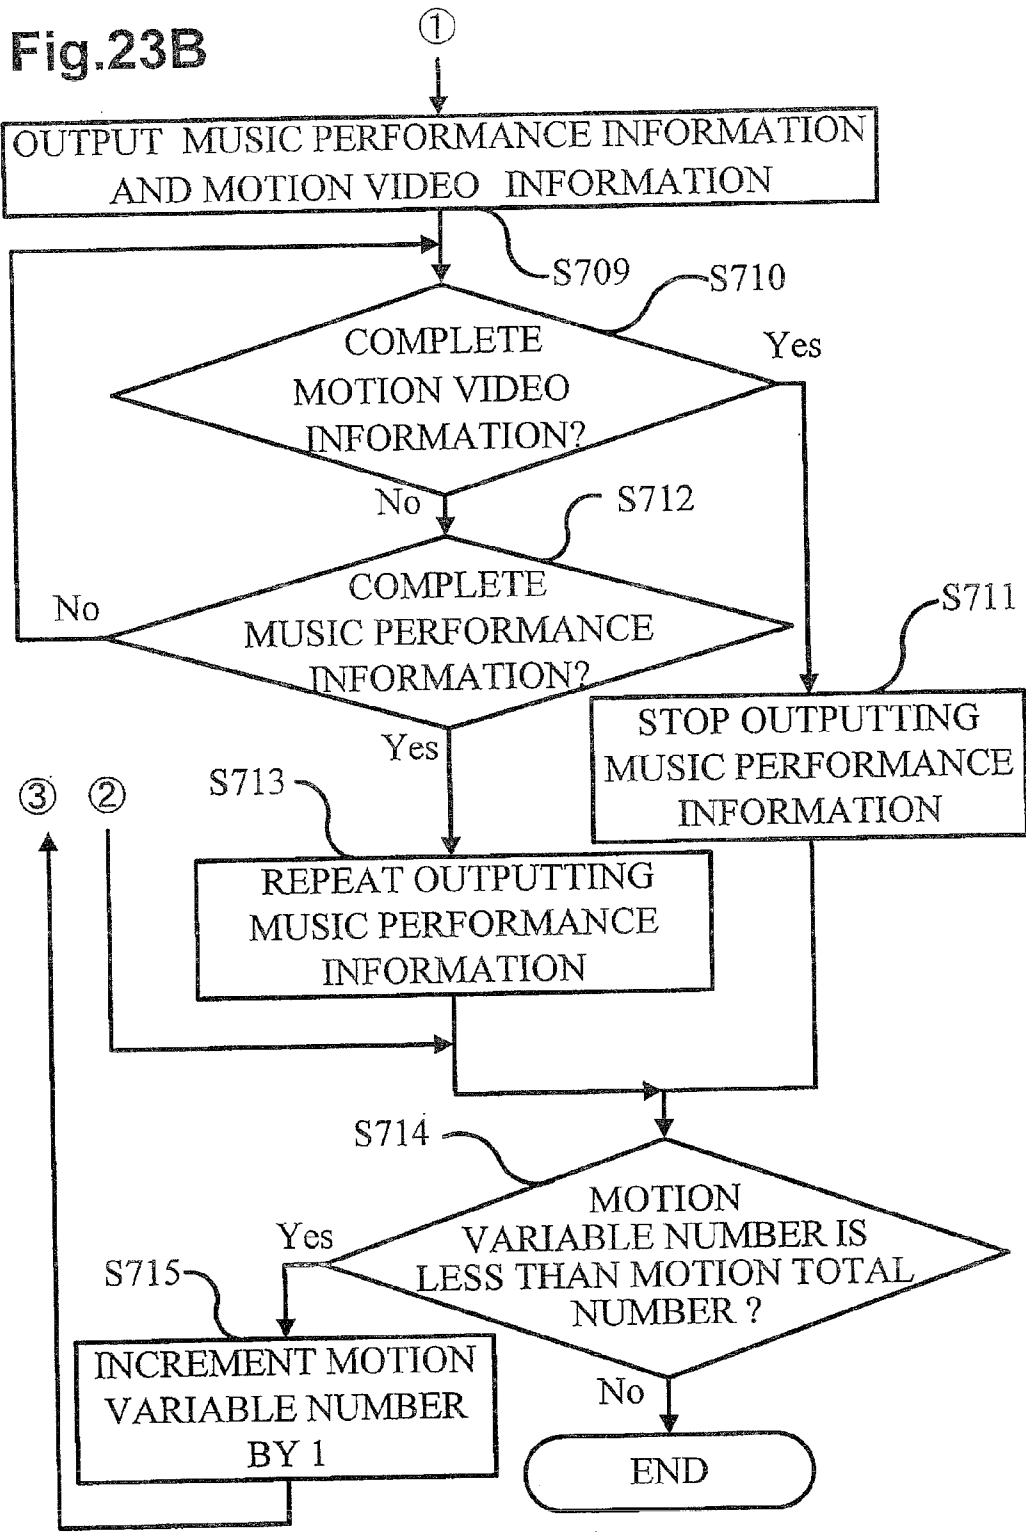 Fig.23B
①
OUTPUT MUSIC PERFORMANCE INFORMATION
AND MOTION VIDEO INFORMATION
S709
S710
COMPLETE
MOTION VIDEO
INFORMATION?
Yes
No
S712
COMPLETE
MUSIC PERFORMANCE
INFORMATION?
No
Yes
S711
STOP OUTPUTTING
MUSIC PERFORMANCE
INFORMATION
③
②
S713
REPEAT OUTPUTTING
MUSIC PERFORMANCE
INFORMATION
S714
MOTION
VARIABLE NUMBER IS
LESS THAN MOTION TOTAL
NUMBER ?
Yes
S715
INCREMENT MOTION
VARIABLE NUMBER
BY 1
No
END